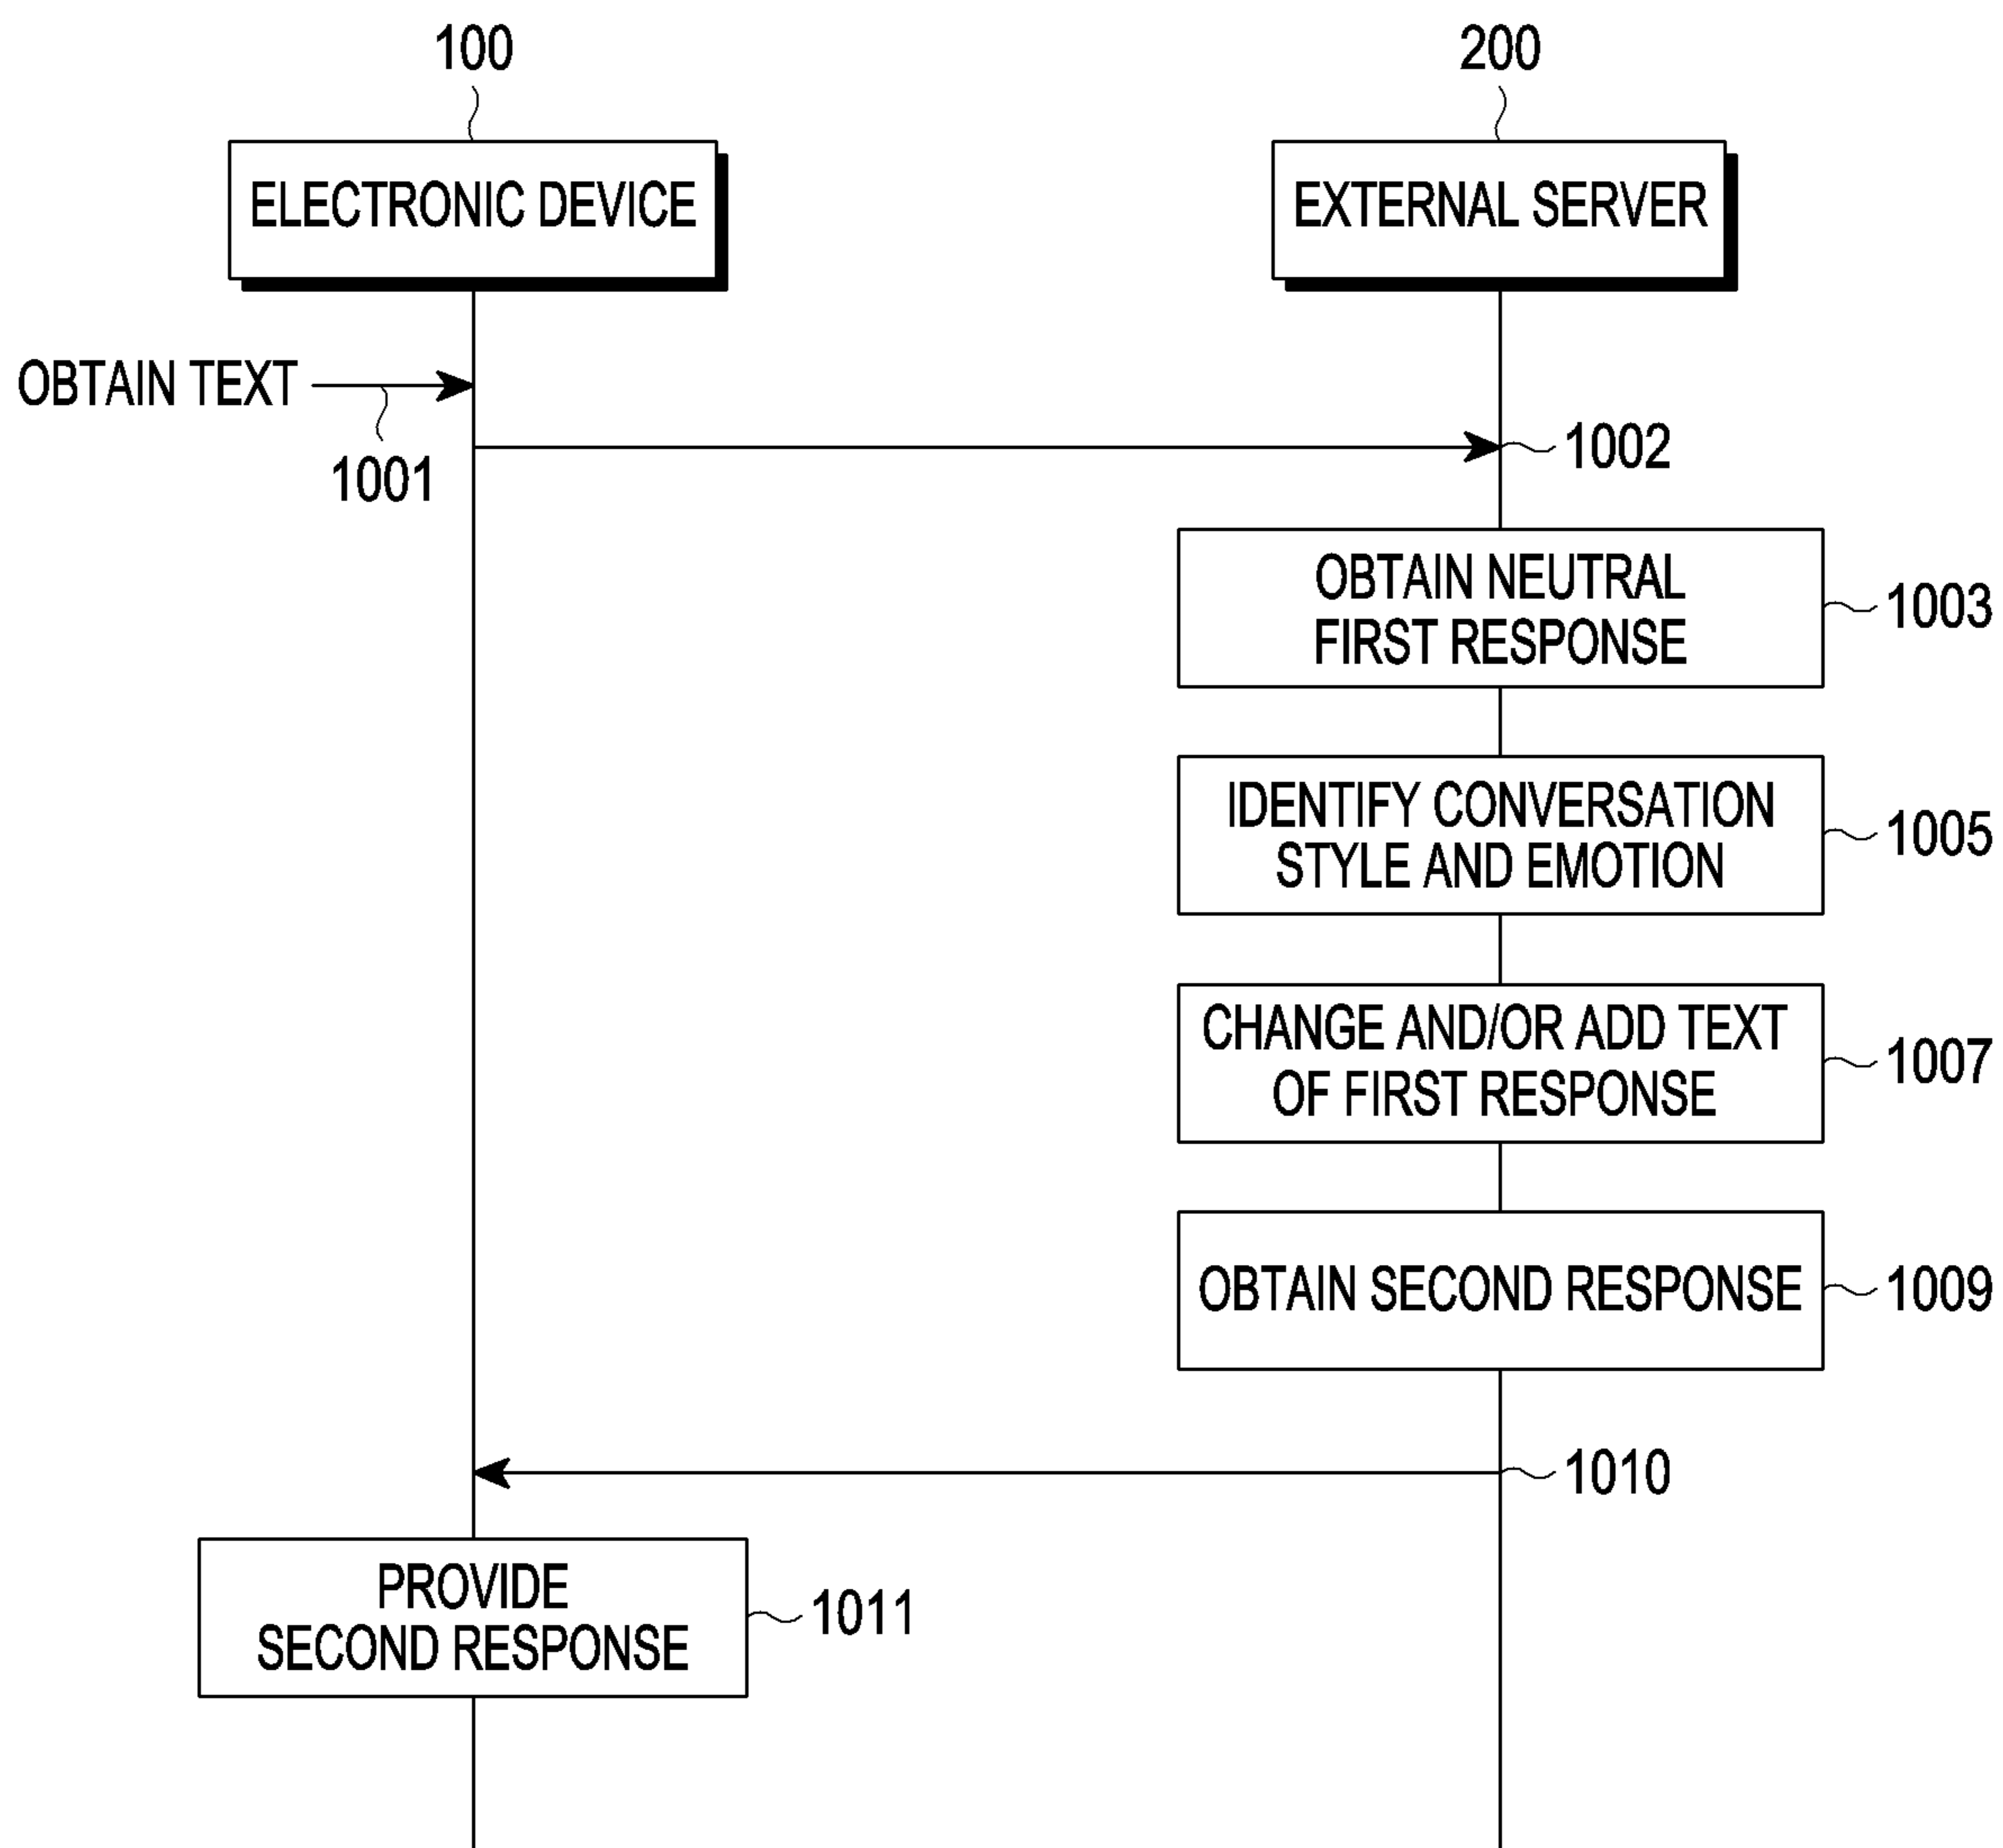 100
200
ELECTRONIC DEVICE
EXTERNAL SERVER
OBTAIN TEXT
1001
1002
OBTAIN NEUTRAL
FIRST RESPONSE
1003
IDENTIFY CONVERSATION
STYLE AND EMOTION
1005
CHANGE AND/OR ADD TEXT
OF FIRST RESPONSE
1007
OBTAIN SECOND RESPONSE
1009
1010
PROVIDE
SECOND RESPONSE
1011